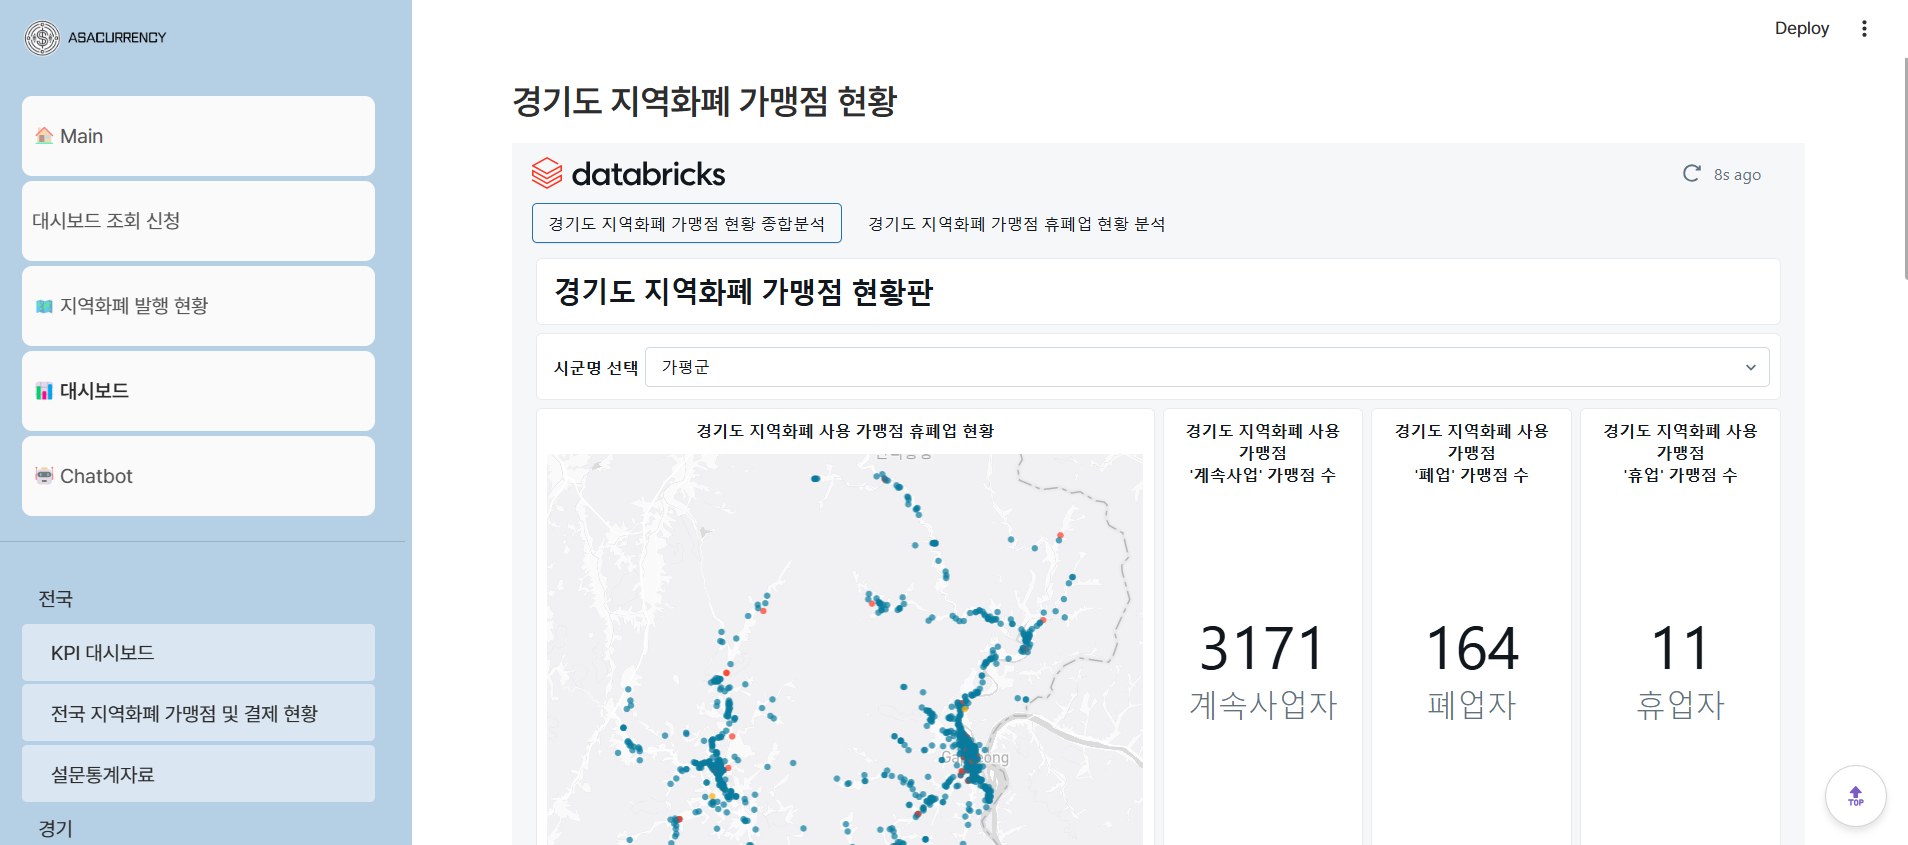 ASACURRENCY
Deploy
Main
대시보드 조회 신청
지역화폐 발행 현황
대시보드
Chatbot
전국
KPI 대시보드
전국 지역화폐 가맹점 및 결제 현황
설문통계자료
경기
경기도 지역화폐 가맹점 현황
databricks
8s ago
경기도 지역화폐 가맹점 현황 종합분석
경기도 지역화폐 가맹점 휴폐업 현황 분석
경기도 지역화폐 가맹점 현황판
시군명 선택
가평군
경기도 지역화폐 사용 가맹점 휴폐업 현황
경기도 지역화폐 사용
가맹점
'계속사업' 가맹점 수
3171
계속사업자
경기도 지역화폐 사용
가맹점
'폐업' 가맹점 수
164
폐업자
경기도 지역화폐 사용
가맹점
'휴업' 가맹점 수
11
휴업자
TOP